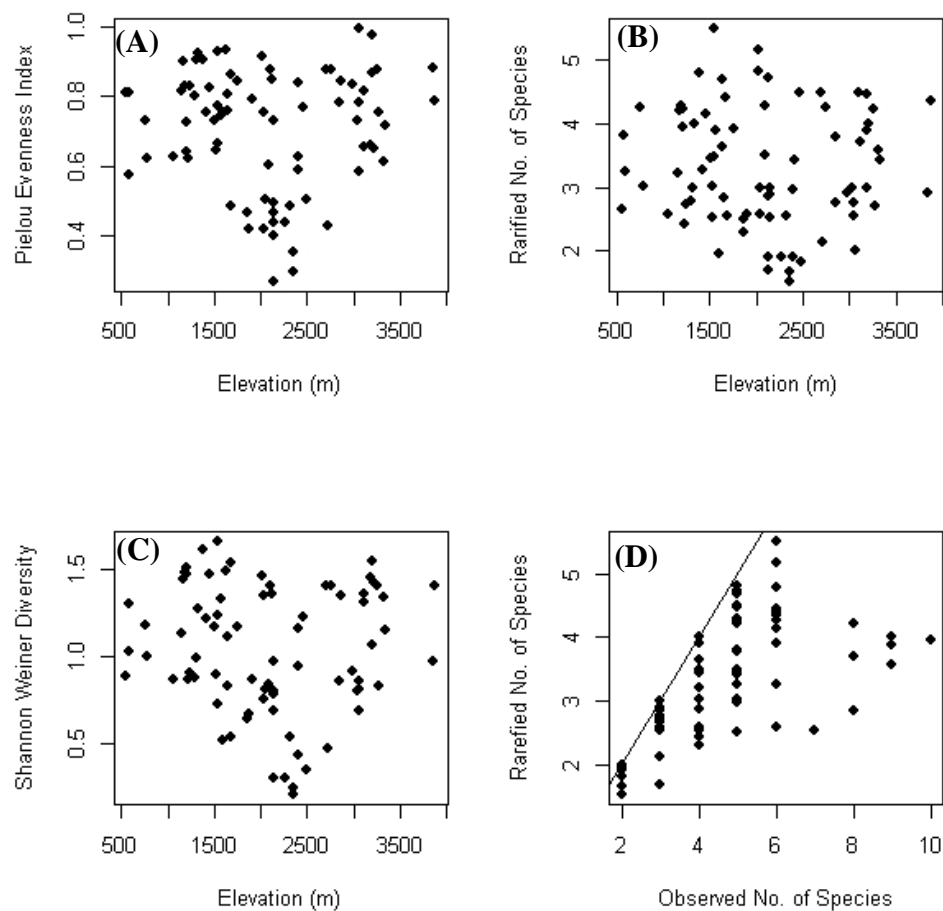 (A)
Pielou Evenness Index
0.4 0.6 0.8 1.0
500 1500 2500 3500
Elevation (m)
(B)
Rarified No. of Species
2 3 4 5
500 1500 2500 3500
Elevation (m)
(C)
Shannon Weiner Diversity
0.5 1.0 1.5
500 1500 2500 3500
Elevation (m)
(D)
Rarefied No. of Species
2 3 4 5
2 4 6 8 10
Observed No. of Species